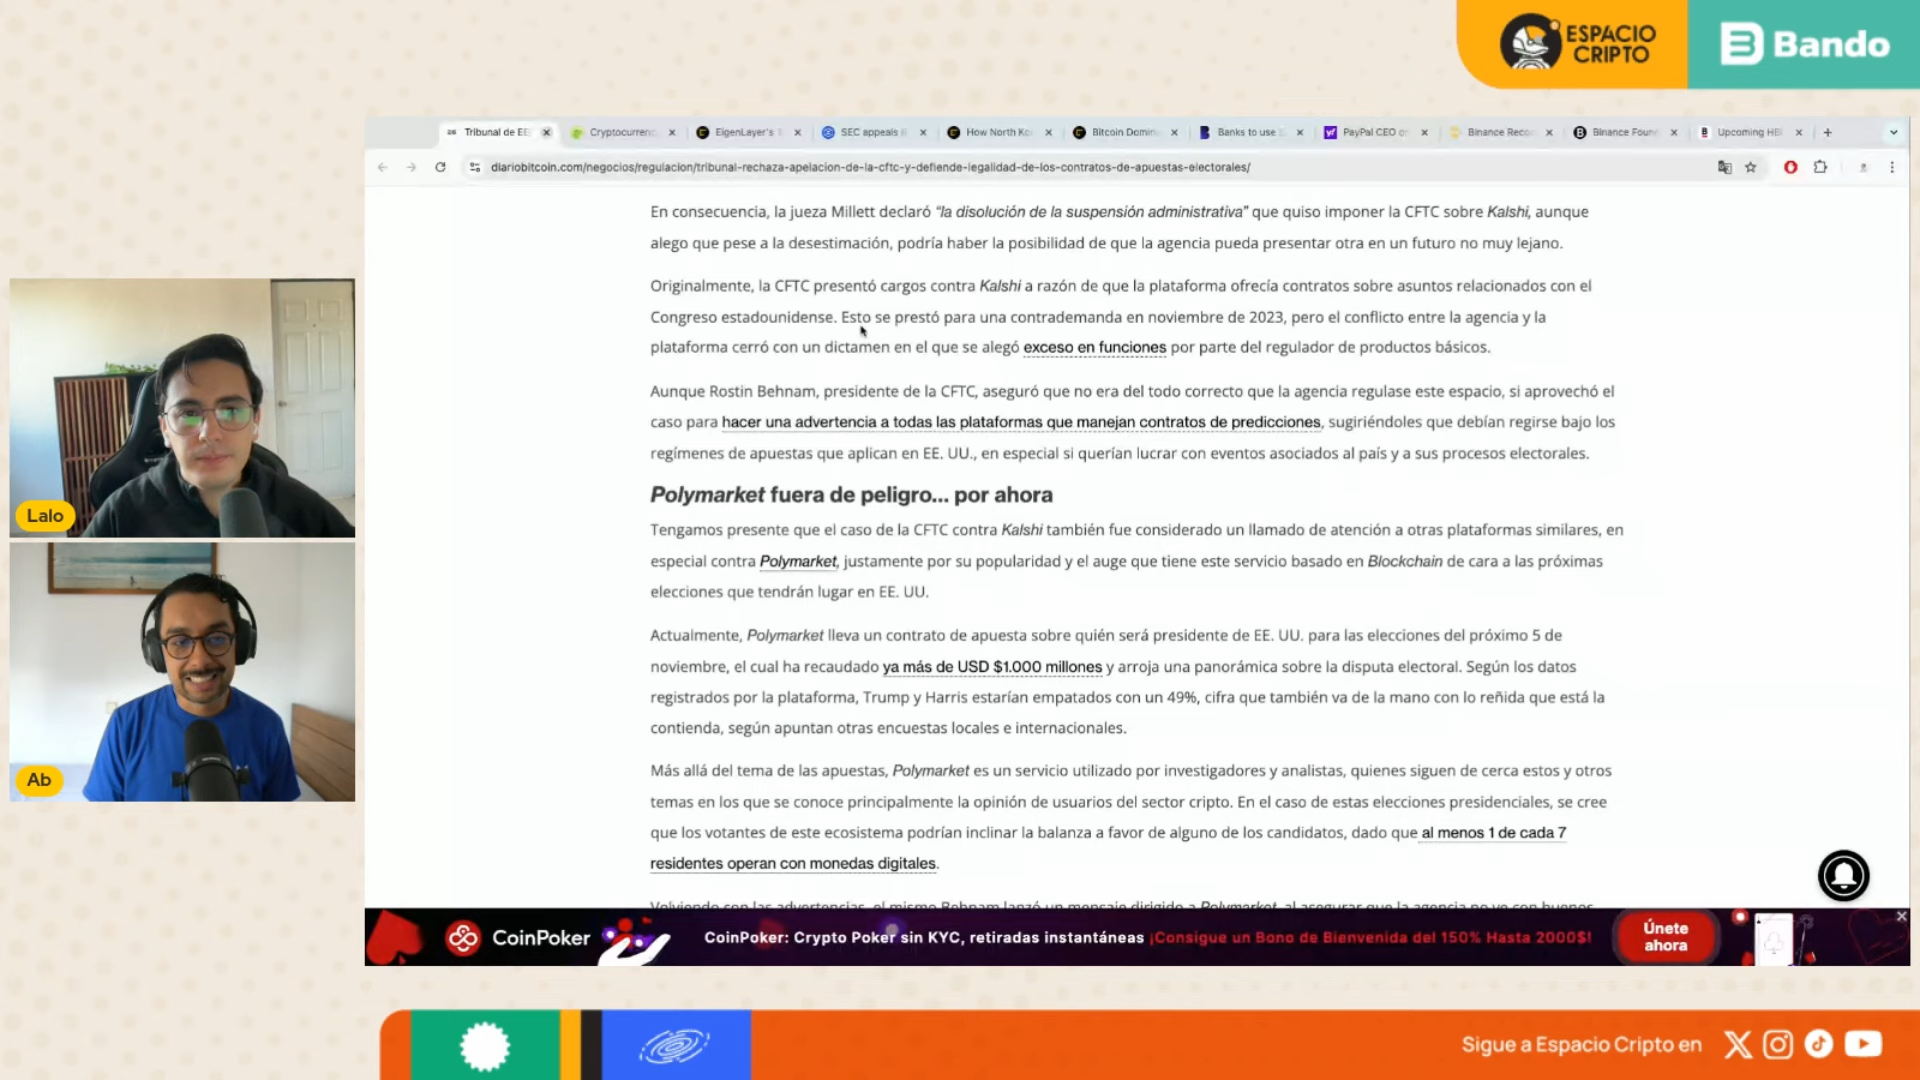 ESPACIO
CRIPTO
Bando
Tribunal de EE
Cryptocurrenc
EigenLayer's
SEC appeals
How North Ko
Bitcoin Domin
Banks to use
PayPal CEO o
Binance Reco
Binance Foun
Upcoming HB
diariobitcoin.com/negocios/regulacion/tribunal-rechaza-apelacion-de-la-cftc-y-defiende-legalidad-de-los-contratos-de-apuestas-electorales/
En consecuencia, la jueza Millett declaró “la disolución de la suspensión administrativa” que quiso imponer la CFTC sobre Kalshi, aunque
alego que pese a la desestimación, podría haber la posibilidad de que la agencia pueda presentar otra en un futuro no muy lejano.
Originalmente, la CFTC presentó cargos contra Kalshi a razón de que la plataforma ofrecía contratos sobre asuntos relacionados con el
Congreso estadounidense. Esto se prestó para una contrademanda en noviembre de 2023, pero el conflicto entre la agencia y la
plataforma cerró con un dictamen en el que se alegó exceso en funciones por parte del regulador de productos básicos.
Aunque Rostin Behnam, presidente de la CFTC, aseguró que no era del todo correcto que la agencia regulase este espacio, si aprovechó el
caso para hacer una advertencia a todas las plataformas que manejan contratos de predicciones, sugiriéndoles que debían regirse bajo los
regímenes de apuestas que aplican en EE. UU., en especial si querían lucrar con eventos asociados al país y a sus procesos electorales.
Polymarket fuera de peligro... por ahora
Tengamos presente que el caso de la CFTC contra Kalshi también fue considerado un llamado de atención a otras plataformas similares, en
especial contra Polymarket, justamente por su popularidad y el auge que tiene este servicio basado en Blockchain de cara a las próximas
elecciones que tendrán lugar en EE. UU.
Actualmente, Polymarket lleva un contrato de apuesta sobre quién será presidente de EE. UU. para las elecciones del próximo 5 de
noviembre, el cual ha recaudado ya más de USD $1.000 millones y arroja una panorámica sobre la disputa electoral. Según los datos
registrados por la plataforma, Trump y Harris estarían empatados con un 49%, cifra que también va de la mano con lo reñida que está la
contienda, según apuntan otras encuestas locales e internacionales.
Más allá del tema de las apuestas, Polymarket es un servicio utilizado por investigadores y analistas, quienes siguen de cerca estos y otros
temas en los que se conoce principalmente la opinión de usuarios del sector cripto. En el caso de estas elecciones presidenciales, se cree
que los votantes de este ecosistema podrían inclinar la balanza a favor de alguno de los candidatos, dado que al menos 1 de cada 7
residentes operan con monedas digitales.
Volviendo con las advertencias, el mismo Behnam lanzó un mensaje dirigido a Polymarket, al asegurar que la agencia no ve con buenos
Lalo
Ab
CoinPoker
CoinPoker: Crypto Poker sin KYC, retiradas instantáneas ¡Consigue un Bono de Bienvenida del 150% Hasta 2000$!
Únete
ahora
Sigue a Espacio Cripto en